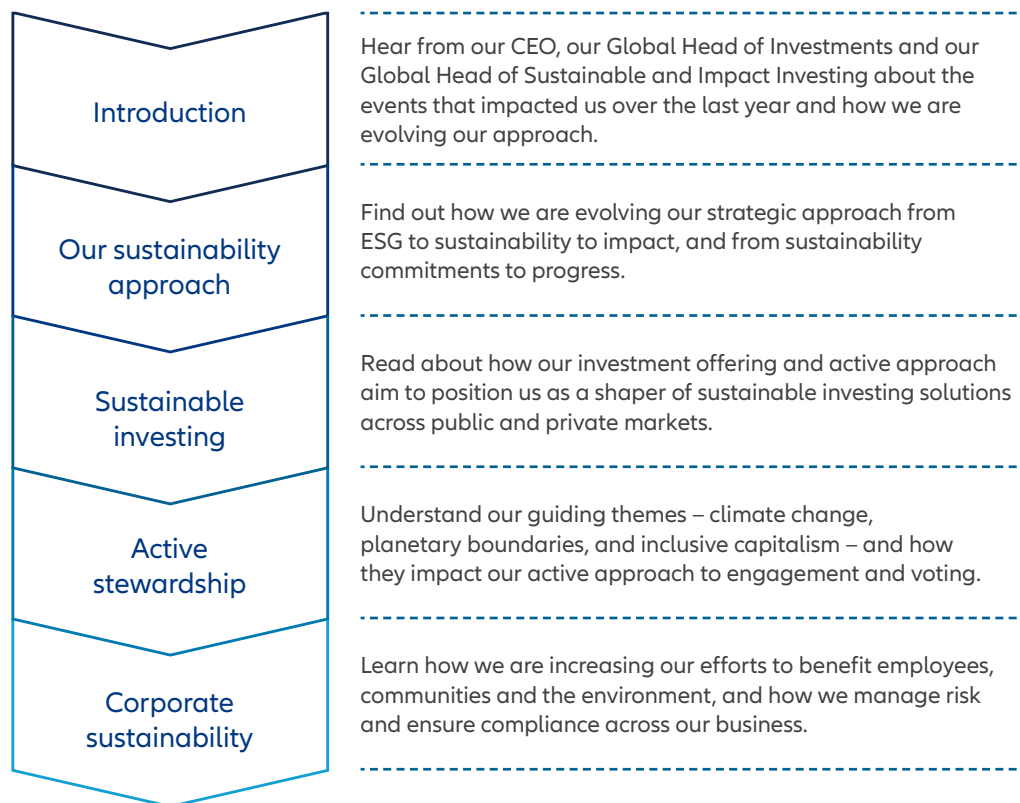 Introduction
Hear from our CEO, our Global Head of Investments and our
Global Head of Sustainable and Impact Investing about the
events that impacted us over the last year and how we are
evolving our approach.
Our sustainability
approach
Find out how we are evolving our strategic approach from
ESG to sustainability to impact, and from sustainability
commitments to progress.
Sustainable
investing
Read about how our investment offering and active approach
aim to position us as a shaper of sustainable investing solutions
across public and private markets.
Active
stewardship
Understand our guiding themes – climate change,
planetary boundaries, and inclusive capitalism – and how
they impact our active approach to engagement and voting.
Corporate
sustainability
Learn how we are increasing our efforts to benefit employees,
communities and the environment, and how we manage risk
and ensure compliance across our business.